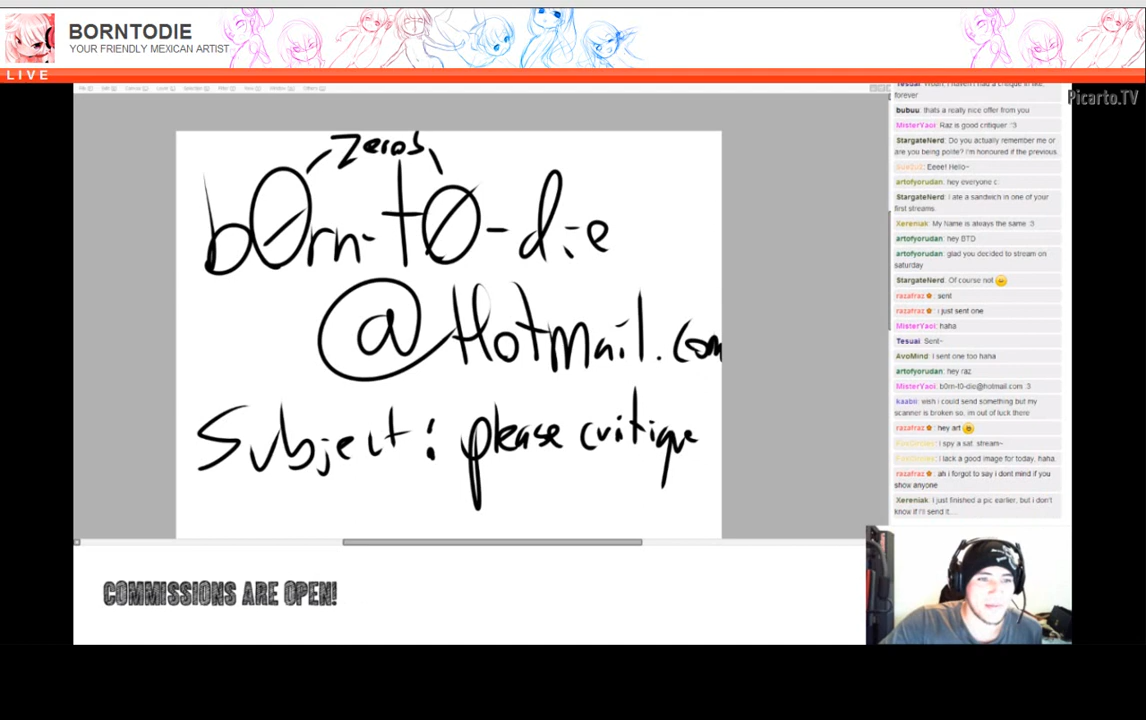 BORNTODIE
YOUR FRIENDLY MEXICAN ARTIST
LIVE
Picarto.TV
Zeros
b0rn-t0-die
@Hotmail.com
Subject: please critique
COMMISSIONS ARE OPEN!
forever
bubuu: thats a really nice offer from you
MisterYaoi: Raz is good critiquer :3
StargateNerd: Do you actually remember me or
are you being polite? I'm honoured if the previous.
Eeee! Hello~
artofyorudan: hey everyone c:
StargateNerd: I ate a sandwich in one of your
first streams.
Xereniak: My Name is always the same :3
artofyorudan: hey BTD
artofyorudan: glad you decided to stream on
saturday
StargateNerd: Of course not
razafraz: sent
razafraz: i just sent one
MisterYaoi: haha
Tesuai: Sent~
AvoMind: I sent one too haha
artofyorudan: hey raz
MisterYaoi: b0rn-t0-die@hotmail.com :3
kaabii: wish i could send something but my
scanner is broken so, im out of luck there
razafraz: hey art
i spy a sat. stream~
I lack a good image for today, haha.
razafraz: ah i forgot to say i dont mind if you
show anyone
Xereniak: I just finished a pic earlier, but i don't
know if i'll send it....